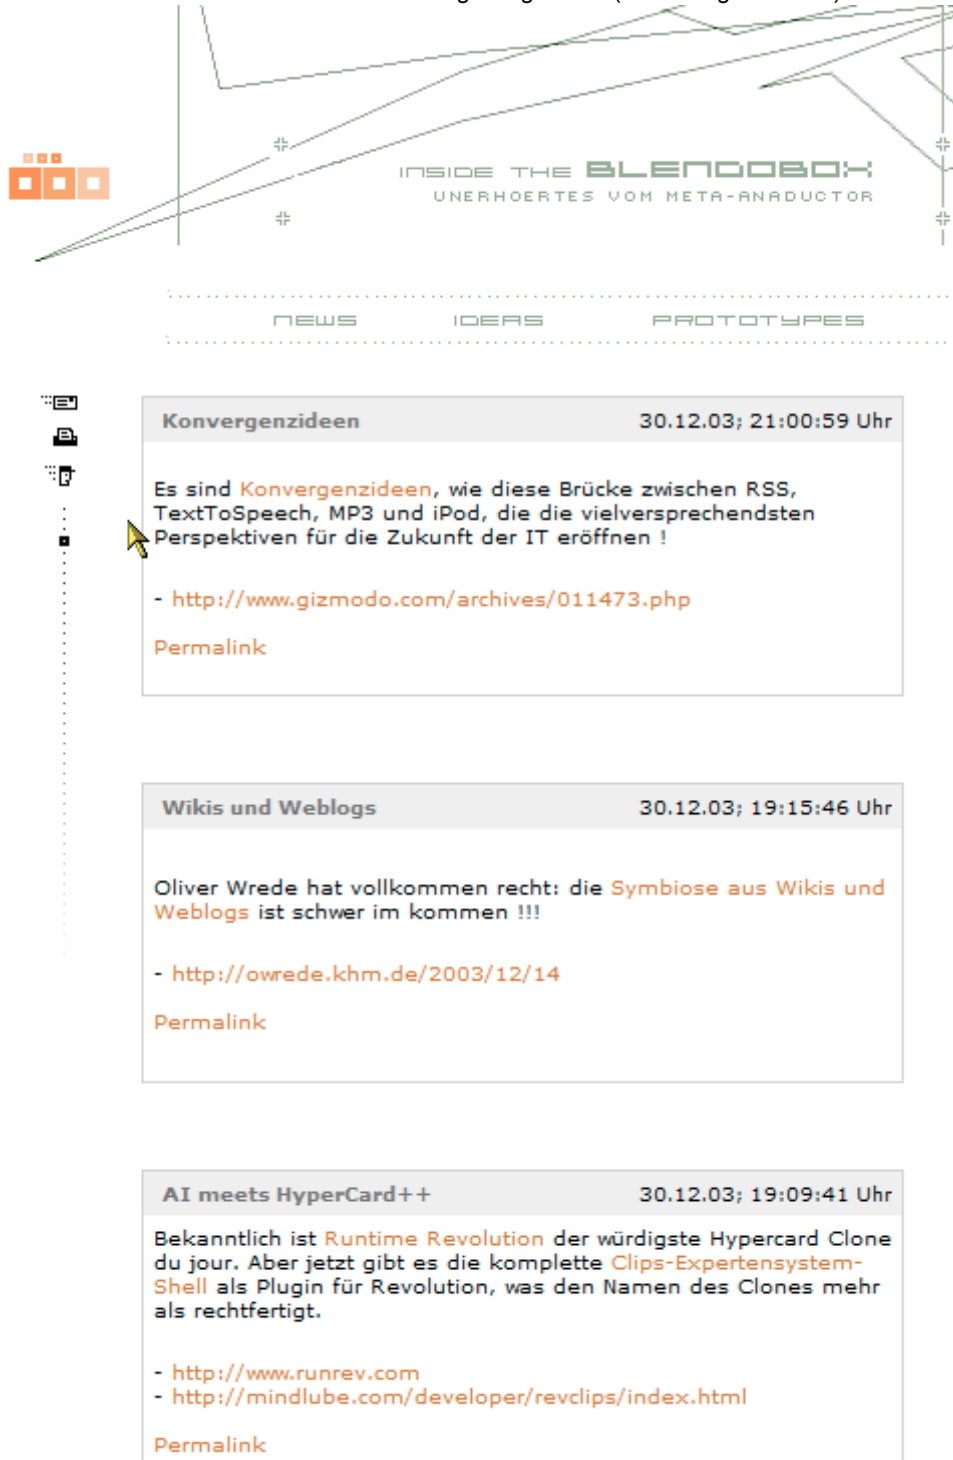 INSIDE THE BLENDOBOX
UNERHOERTES VOM META-ANADUCTOR
NEWS IDEAS PROTOTYPES
Konvergenzideen 30.12.03; 21:00:59 Uhr
Es sind Konvergenzideen, wie diese Brücke zwischen RSS,
TextToSpeech, MP3 und iPod, die die vielversprechendsten
Perspektiven für die Zukunft der IT eröffnen !
- http://www.gizmodo.com/archives/011473.php
Permalink
Wikis und Weblogs 30.12.03; 19:15:46 Uhr
Oliver Wrede hat vollkommen recht: die Symbiose aus Wikis und
Weblogs ist schwer im kommen !!!
- http://owrede.khm.de/2003/12/14
Permalink
AI meets HyperCard++ 30.12.03; 19:09:41 Uhr
Bekanntlich ist Runtime Revolution der würdigste Hypercard Clone
du jour. Aber jetzt gibt es die komplette Clips-Expertensystem-
Shell als Plugin für Revolution, was den Namen des Clones mehr
als rechtfertigt.
- http://www.runrev.com
- http://mindlube.com/developer/revclips/index.html
Permalink